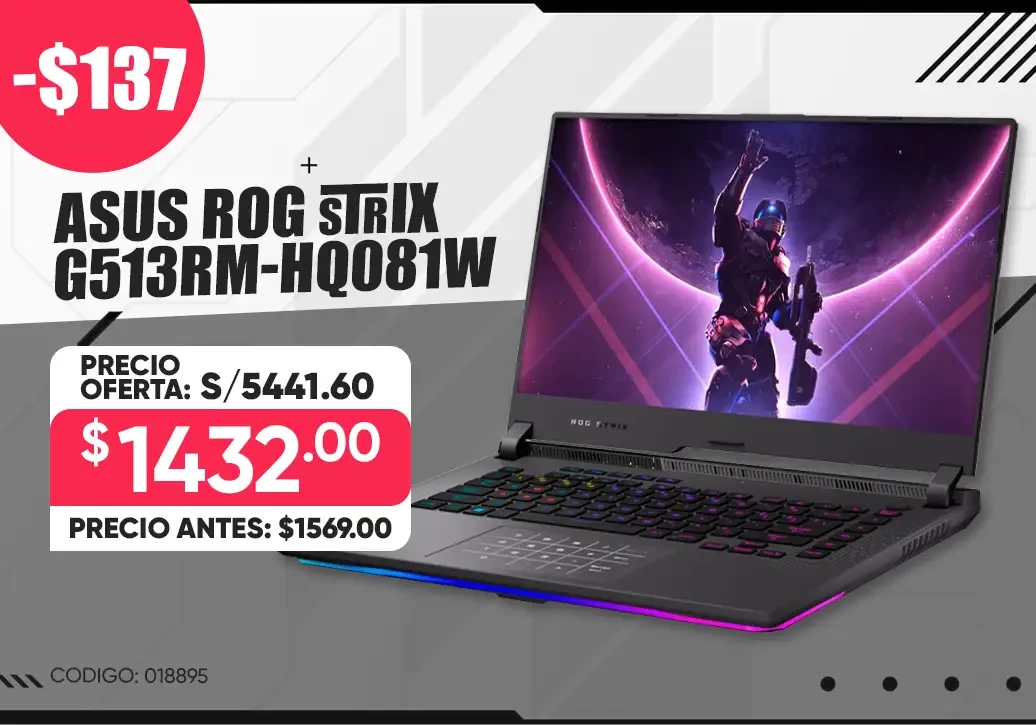 -$137
ASUS ROG STRIX
G513RM-HQ081W
PRECIO
OFERTA: S/5441.60
$1432.00
PRECIO ANTES: $1569.00
ROG STRIX
CODIGO: 018895